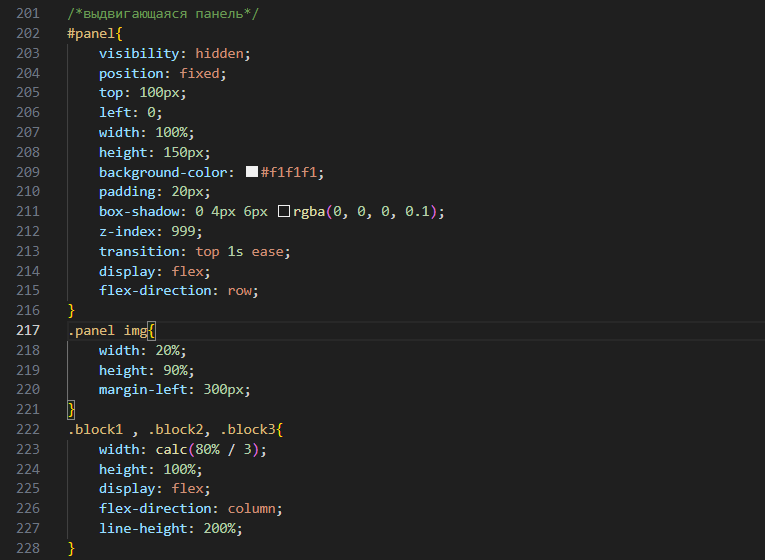 201 /*выдвигающаяся панель*/
202 #panel{
203 visibility: hidden;
204 position: fixed;
205 top: 100px;
206 left: 0;
207 width: 100%;
208 height: 150px;
209 background-color: #f1f1f1;
210 padding: 20px;
211 box-shadow: 0 4px 6px rgba(0, 0, 0, 0.1);
212 z-index: 999;
213 transition: top 1s ease;
214 display: flex;
215 flex-direction: row;
216 }
217 .panel img{
218 width: 20%;
219 height: 90%;
220 margin-left: 300px;
221 }
222 .block1 , .block2, .block3{
223 width: calc(80% / 3);
224 height: 100%;
225 display: flex;
226 flex-direction: column;
227 line-height: 200%;
228 }